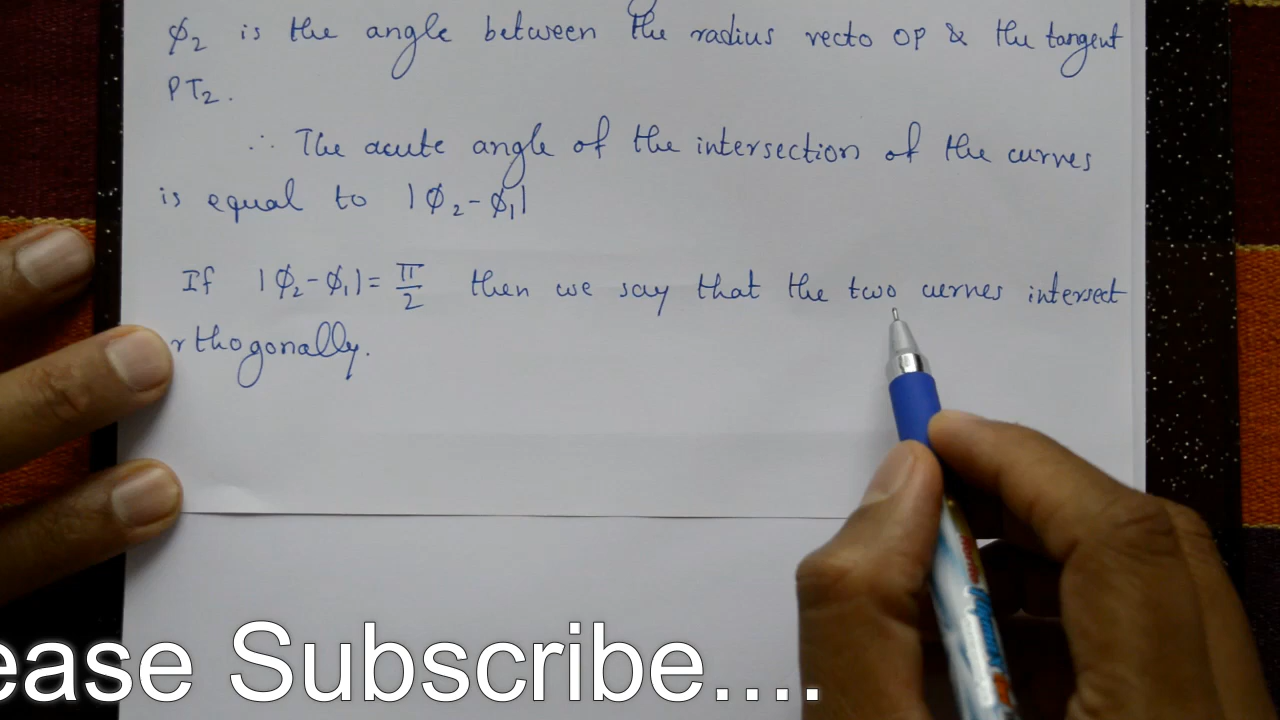 ϕ₂ is the angle between the radius recto OP & the tangent
PT₂.
∴ The acute angle of the intersection of the curves
is equal to |ϕ₂-ϕ₁|
If |ϕ₂-ϕ₁|= π/2 then we say that the two curves intersect
rthogonally.
ease Subscribe....